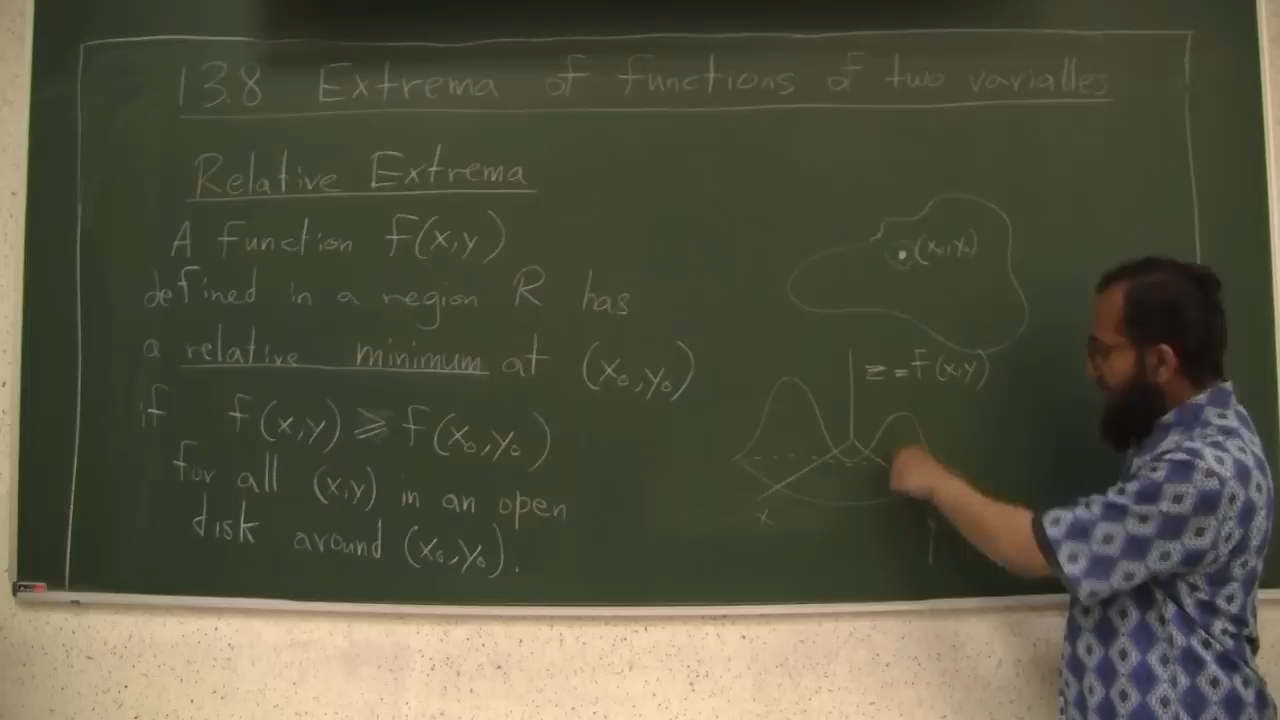 13.8 Extrema of functions of two variables
Relative Extrema
A function f(x,y)
defined in a region R has
a relative minimum at (x₀,y₀)
if f(x,y) ⩾ f(x₀,y₀)
for all (x,y) in an open
disk around (x₀,y₀).
(x₀,y₀)
z = f(x,y)
x